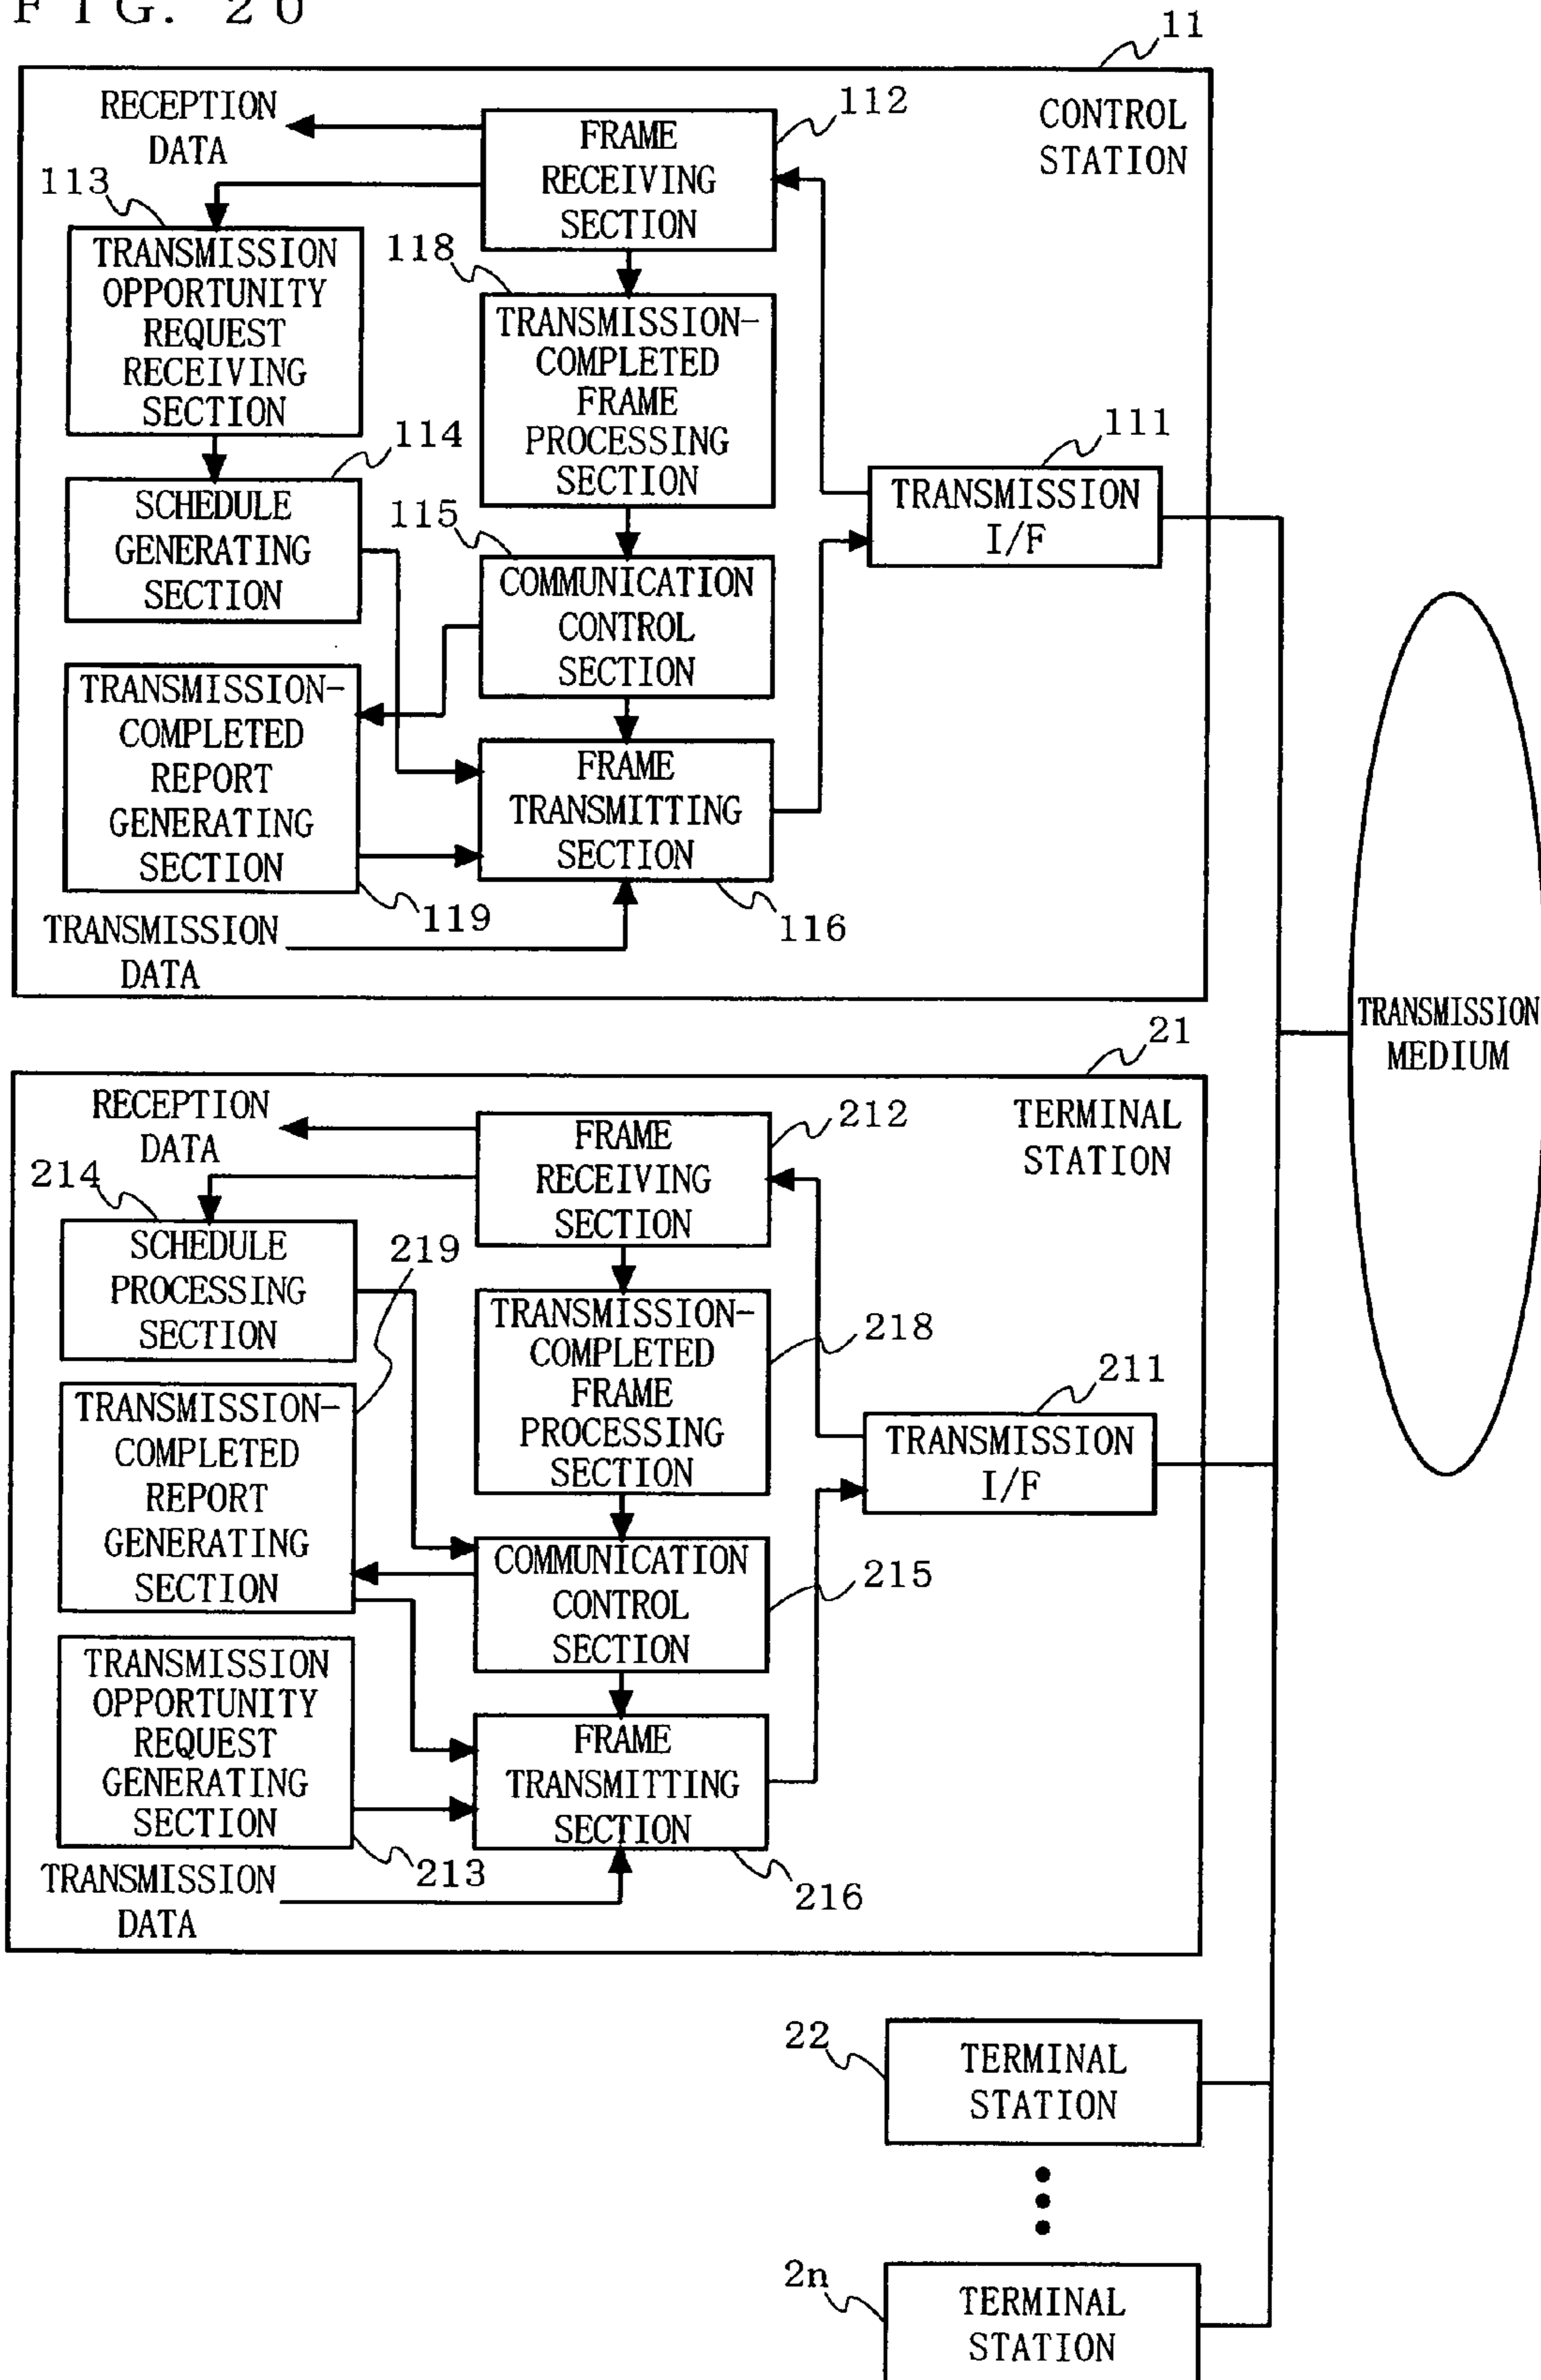 FIG. 20
11
RECEPTION
DATA
112
FRAME
RECEIVING
SECTION
CONTROL
STATION
113
TRANSMISSION
OPPORTUNITY
REQUEST
RECEIVING
SECTION
118
TRANSMISSION-
COMPLETED
FRAME
PROCESSING
SECTION
114
SCHEDULE
GENERATING
SECTION
111
TRANSMISSION
I/F
115
COMMUNICATION
CONTROL
SECTION
TRANSMISSION-
COMPLETED
REPORT
GENERATING
SECTION
119
FRAME
TRANSMITTING
SECTION
116
TRANSMISSION
DATA
TRANSMISSION
MEDIUM
21
RECEPTION
DATA
212
FRAME
RECEIVING
SECTION
TERMINAL
STATION
214
SCHEDULE
PROCESSING
SECTION
219
TRANSMISSION-
COMPLETED
FRAME
PROCESSING
SECTION
218
211
TRANSMISSION
I/F
TRANSMISSION-
COMPLETED
REPORT
GENERATING
SECTION
COMMUNICATION
CONTROL
SECTION
215
TRANSMISSION
OPPORTUNITY
REQUEST
GENERATING
SECTION
213
FRAME
TRANSMITTING
SECTION
216
TRANSMISSION
DATA
22
TERMINAL
STATION
2n
TERMINAL
STATION